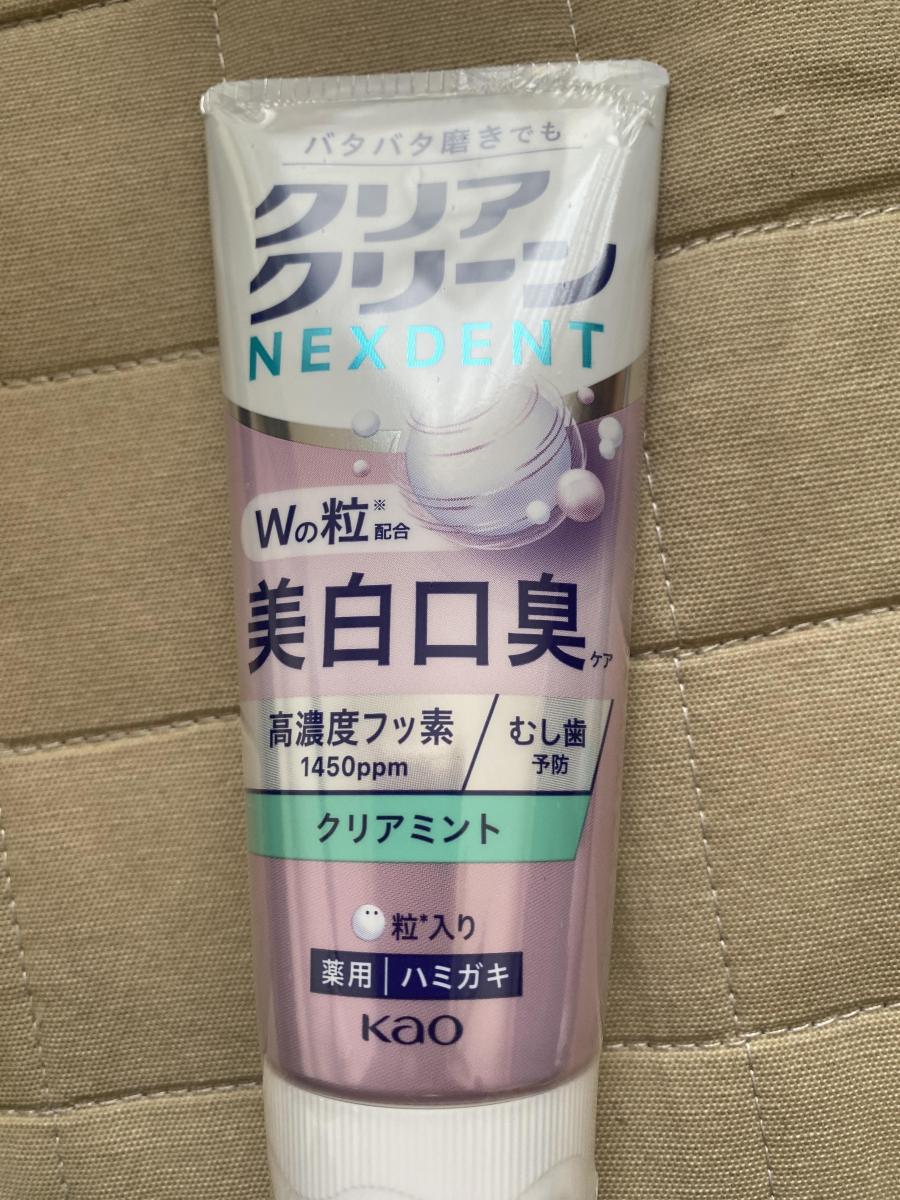 バタバタ磨きでも
クリア
クリーン
NEXDENT
Wの粒※配合
美白口臭ケア
高濃度フッ素
1450ppm
むし歯
予防
クリアミント
粒*入り
薬用|ハミガキ
Kao